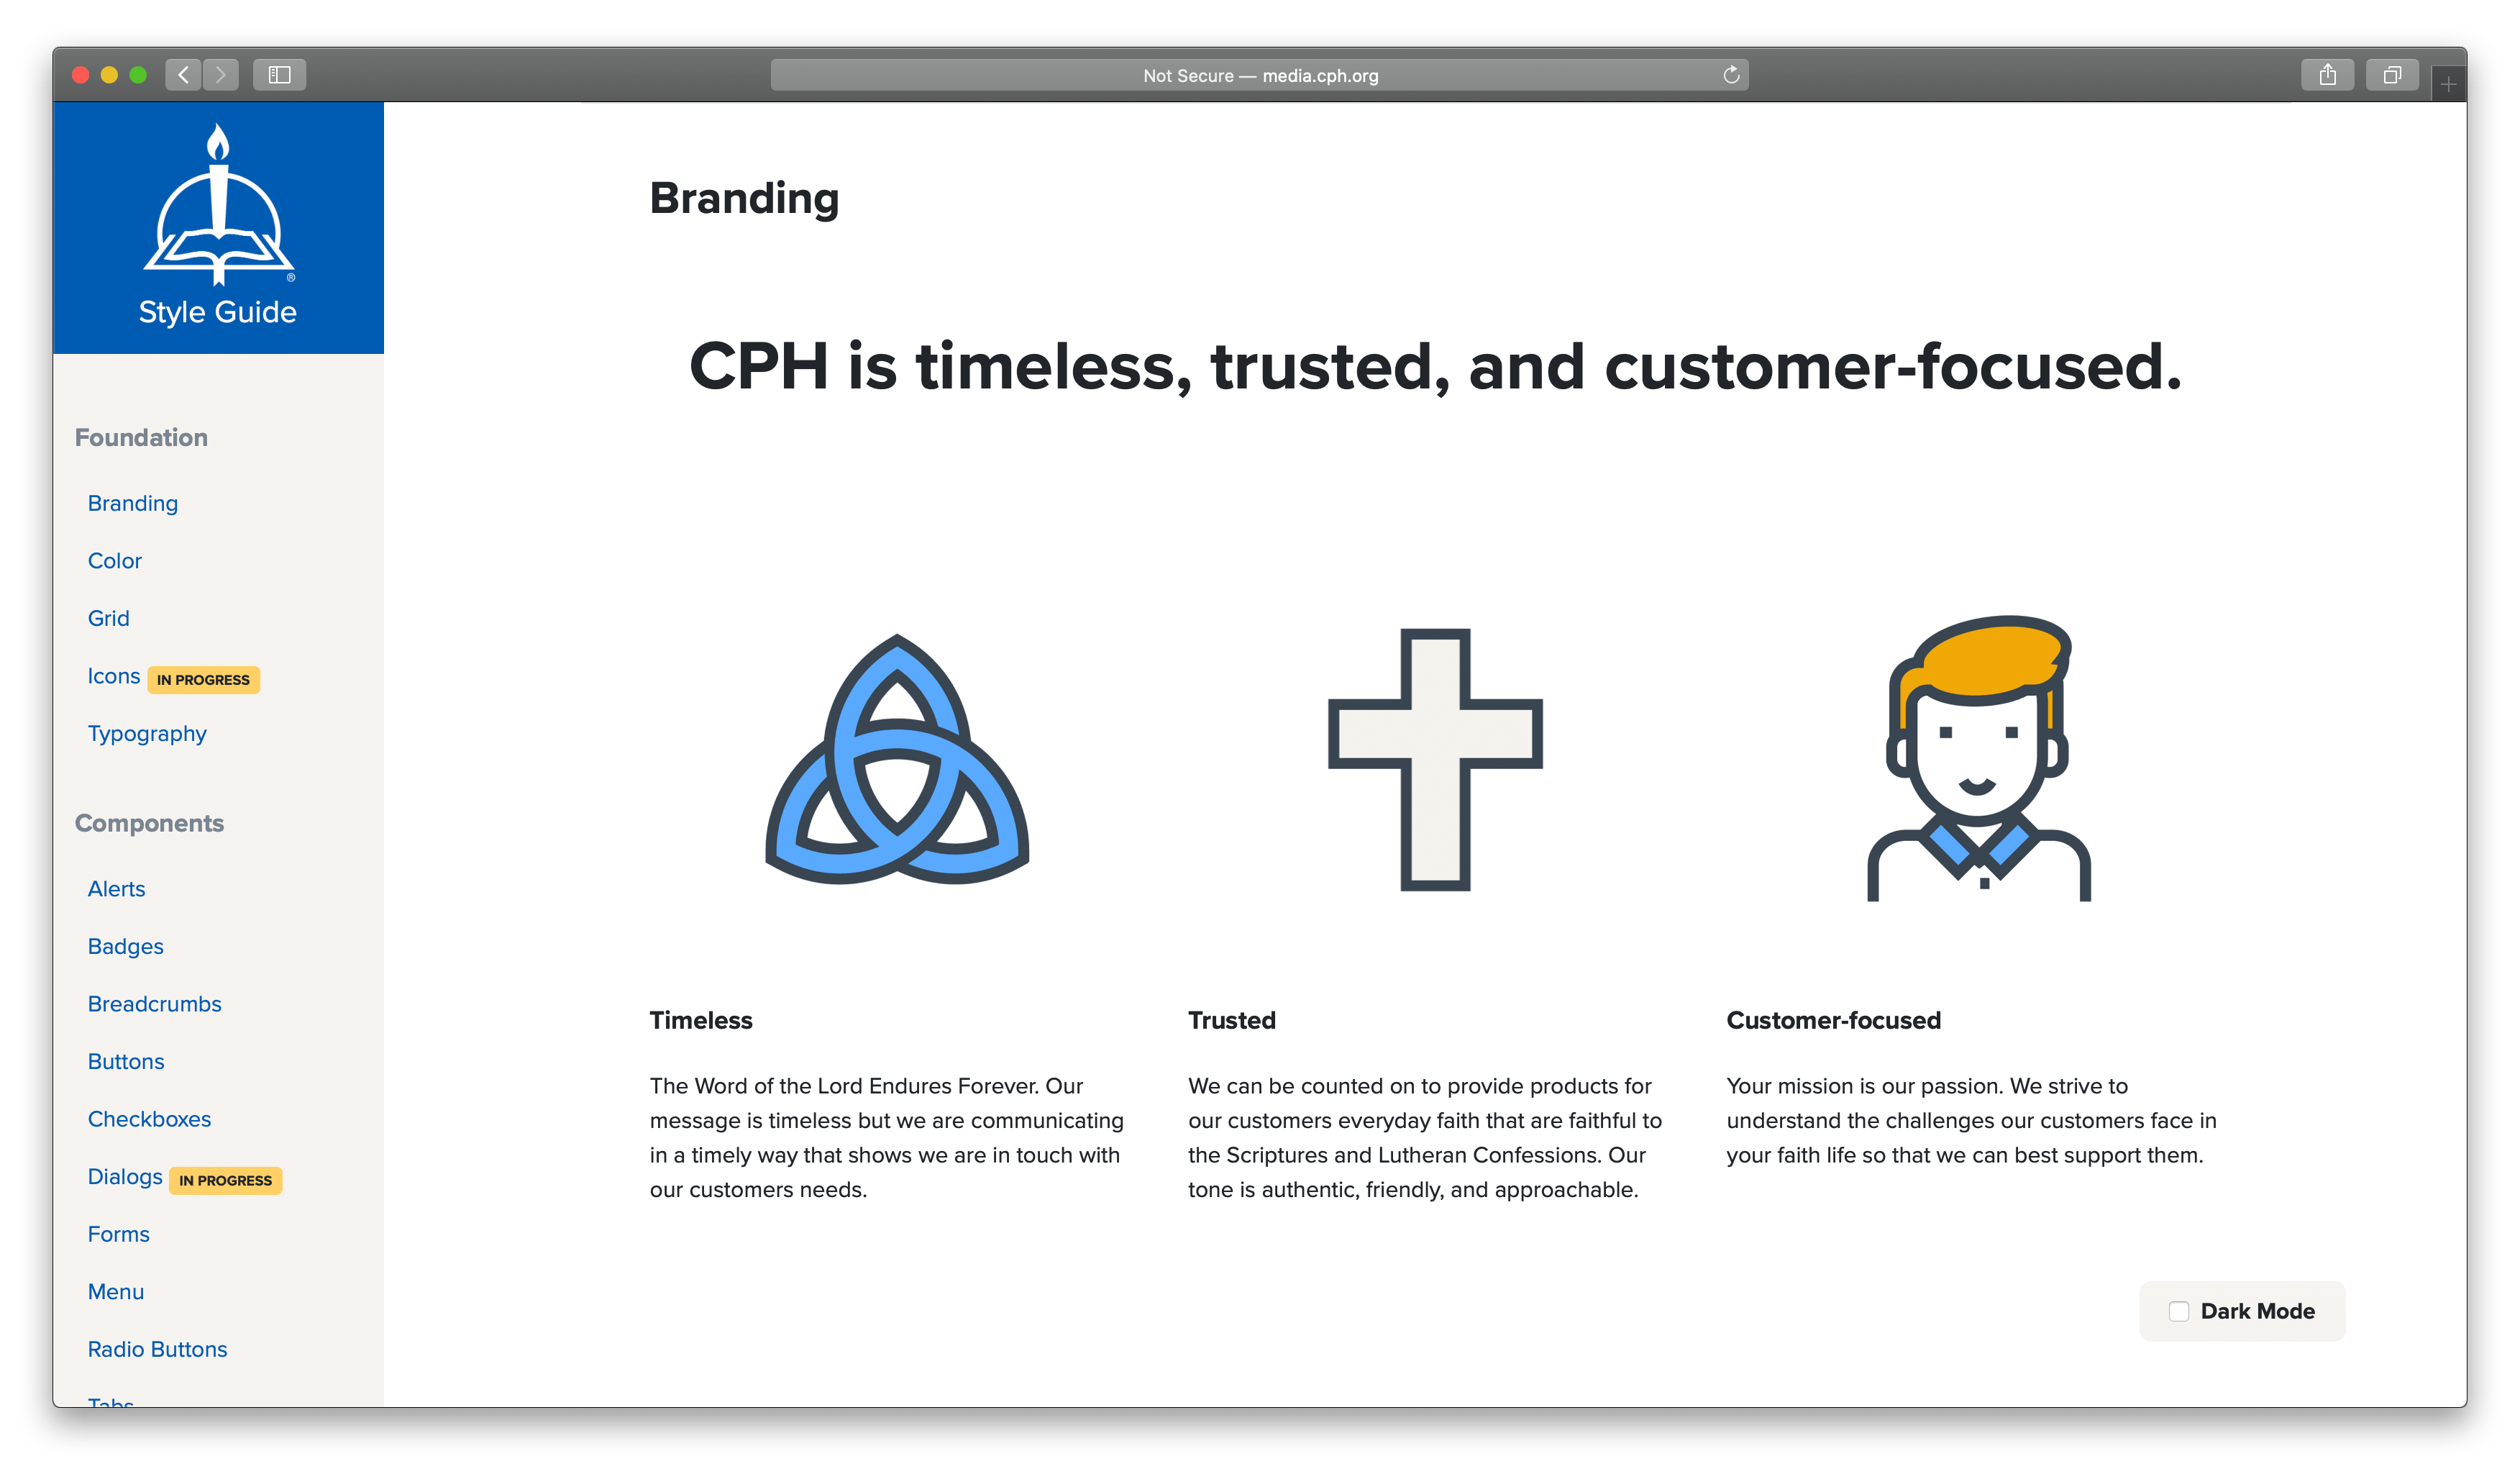 Not Secure — media.cph.org
®
Style Guide
Foundation
Branding
Color
Grid
Icons IN PROGRESS
Typography
Components
Alerts
Badges
Breadcrumbs
Buttons
Checkboxes
Dialogs IN PROGRESS
Forms
Menu
Radio Buttons
Tabs
Branding
CPH is timeless, trusted, and customer-focused.
Timeless
The Word of the Lord Endures Forever. Our
message is timeless but we are communicating
in a timely way that shows we are in touch with
our customers needs.
Trusted
We can be counted on to provide products for
our customers everyday faith that are faithful to
the Scriptures and Lutheran Confessions. Our
tone is authentic, friendly, and approachable.
Customer-focused
Your mission is our passion. We strive to
understand the challenges our customers face in
your faith life so that we can best support them.
Dark Mode